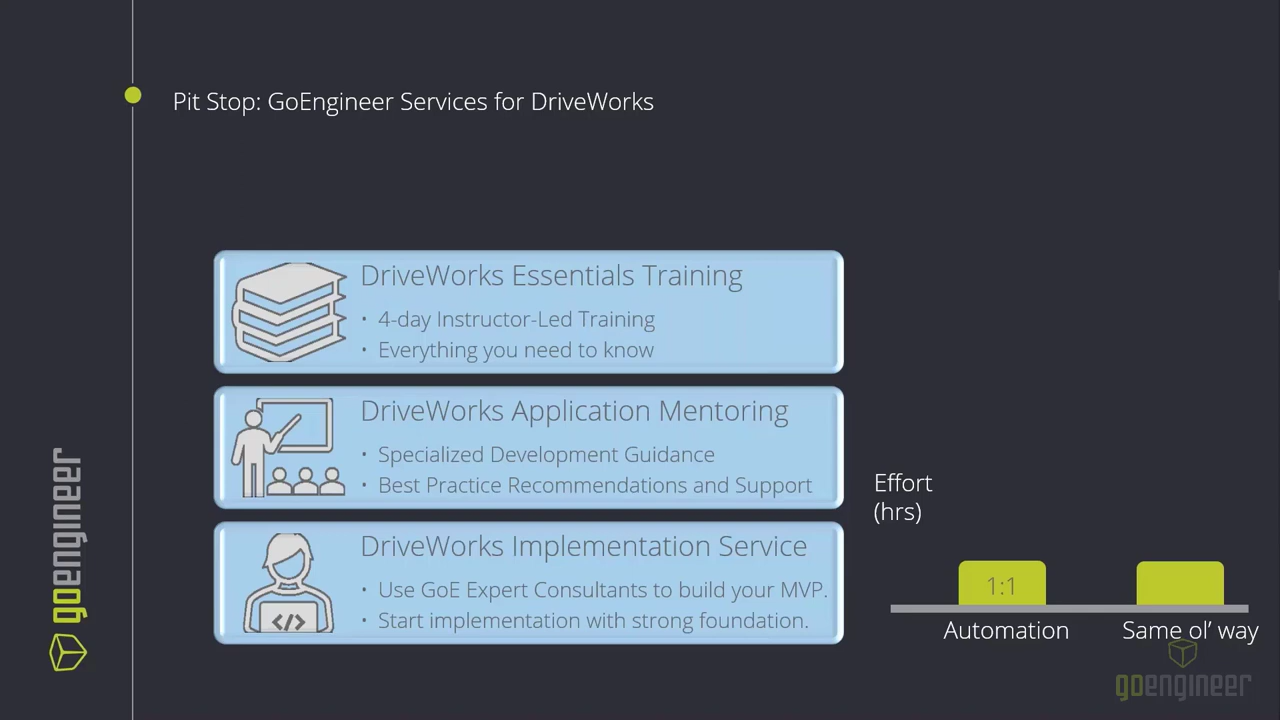 Pit Stop: GoEngineer Services for DriveWorks
DriveWorks Essentials Training
• 4-day Instructor-Led Training
• Everything you need to know
DriveWorks Application Mentoring
• Specialized Development Guidance
• Best Practice Recommendations and Support
DriveWorks Implementation Service
</>
• Use GoE Expert Consultants to build your MVP.
• Start implementation with strong foundation.
Effort
(hrs)
1:1
Automation
Same ol’ way
goengineer
goengineer